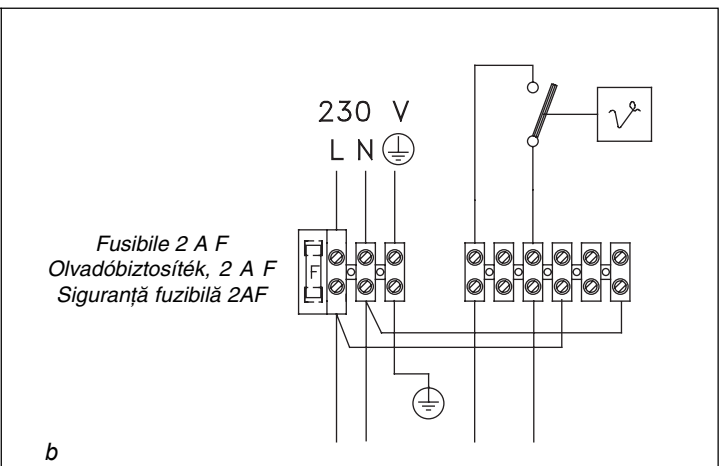 230 V
L N
Fusibile 2 A F
Olvadóbiztosíték, 2 A F
Siguranță fuzibilă 2AF
F
b